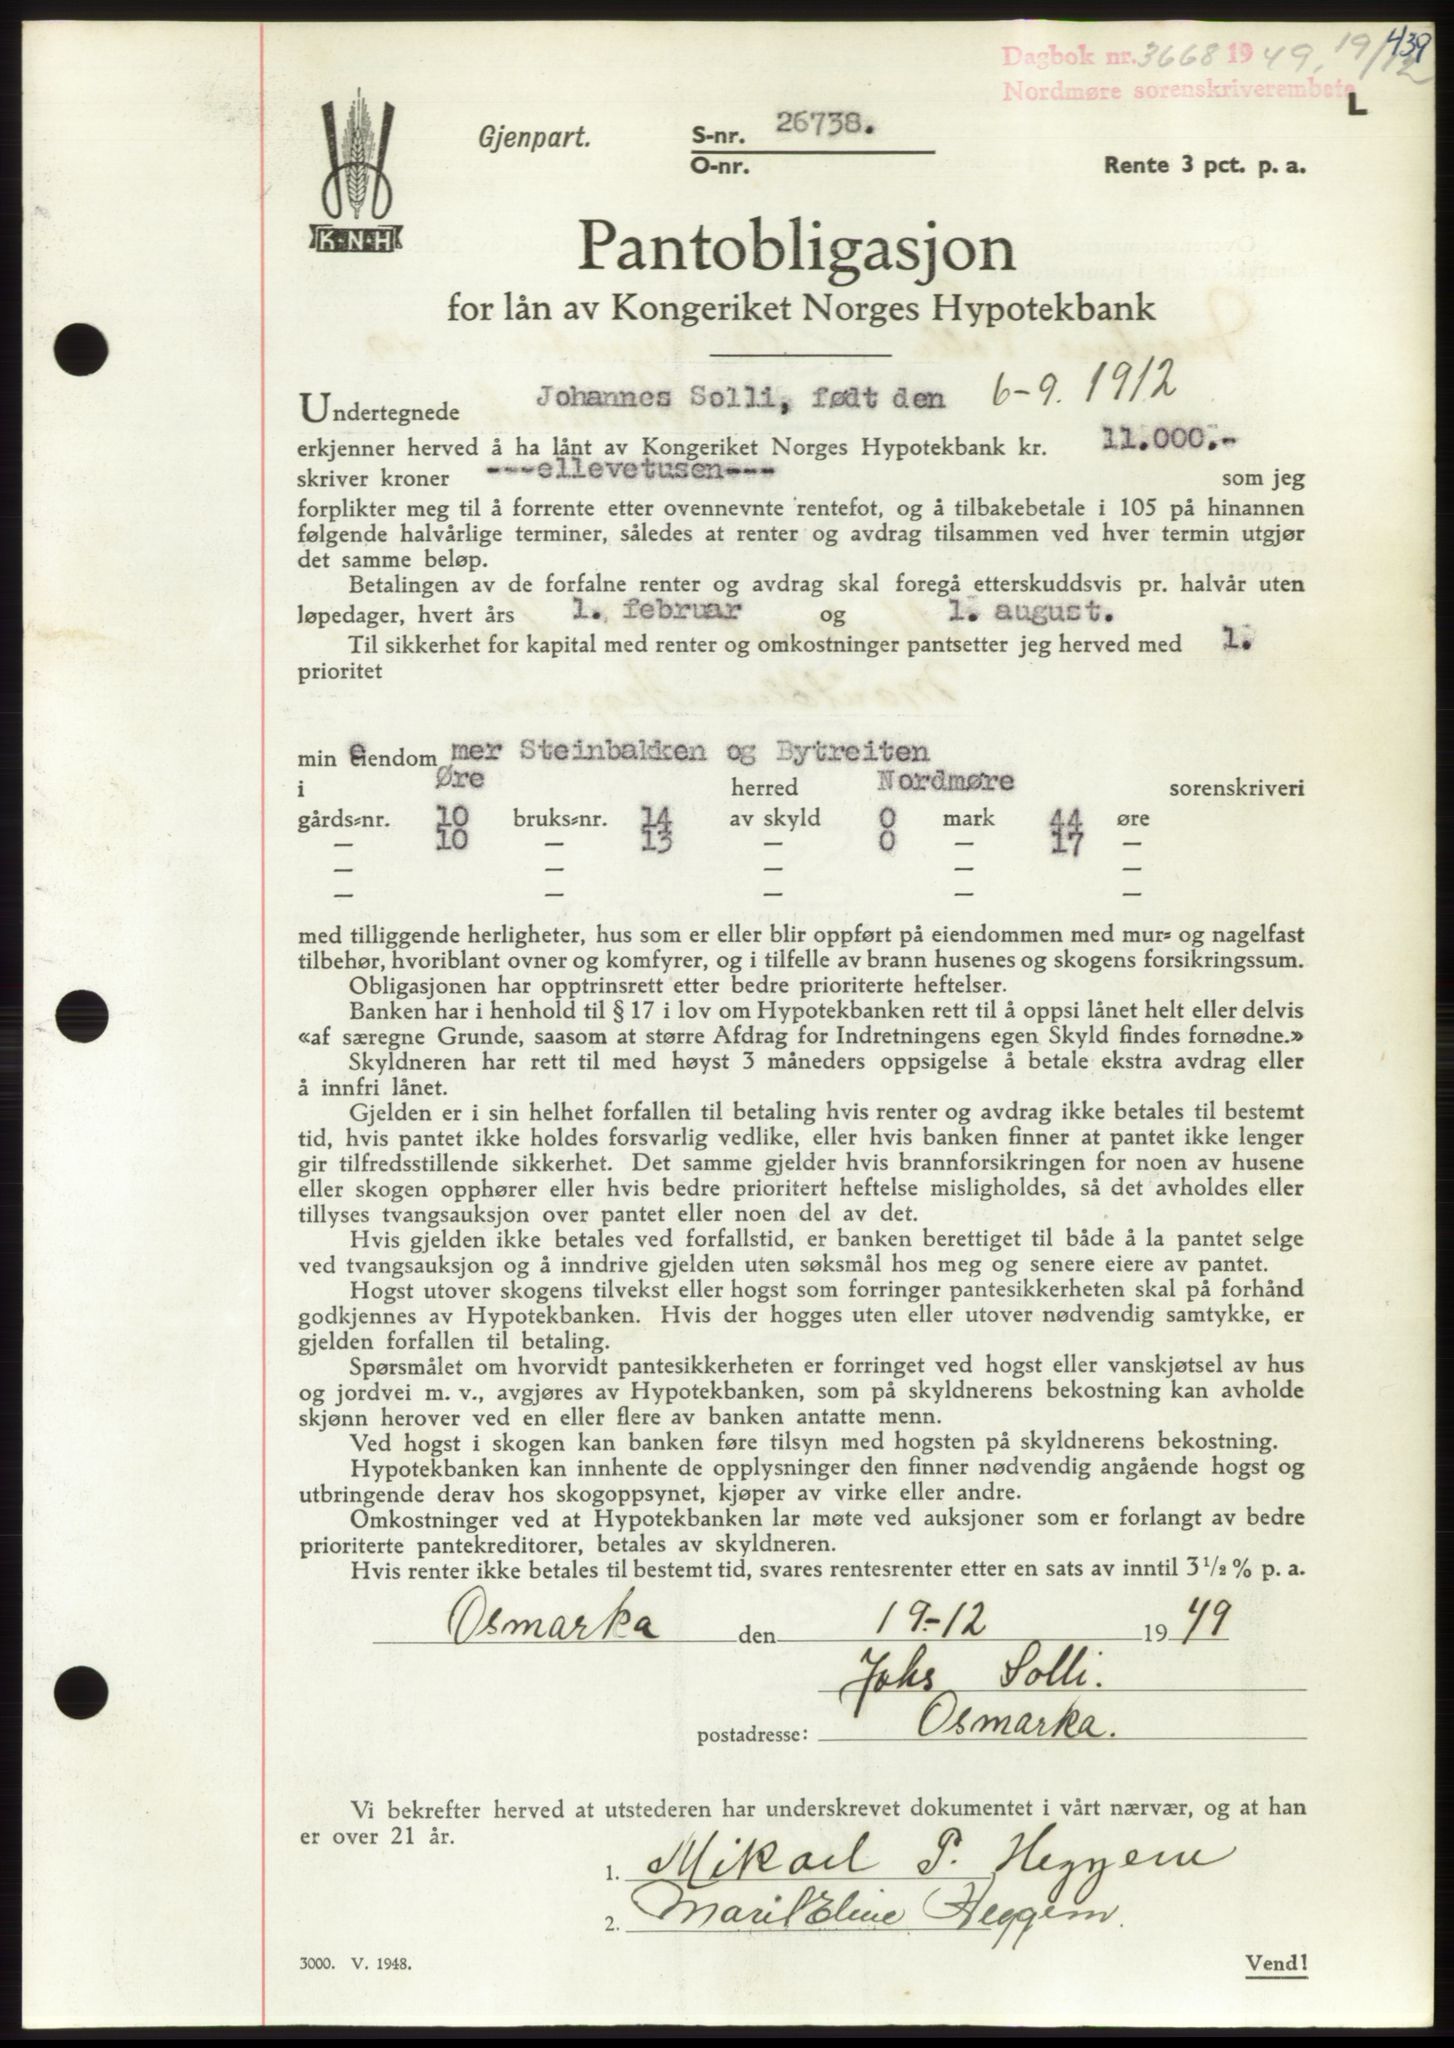 439
Dagbok nr. 3668 1949, 19/12
Nordmøre sorenskriverembete
L
Gjenpart.
S-nr. 26738.
O-nr.
Rente 3 pct. p. a.
K·N·H
Pantobligasjon
for lån av Kongeriket Norges Hypotekbank
Undertegnede Johannes Solli, født den 6-9. 1912
erkjenner herved å ha lånt av Kongeriket Norges Hypotekbank kr. 11.000.-
skriver kroner ---ellevetusen--- som jeg
forplikter meg til å forrente etter ovennevnte rentefot, og å tilbakebetale i 105 på hinannen
følgende halvårlige terminer, således at renter og avdrag tilsammen ved hver termin utgjør
det samme beløp.
Betalingen av de forfalne renter og avdrag skal foregå etterskuddsvis pr. halvår uten
løpedager, hvert års 1. februar og 1. august.
Til sikkerhet for kapital med renter og omkostninger pantsetter jeg herved med 1.
prioritet
min eiendom mer Steinbakken og Bytreiten
i Øre herred Nordmøre sorenskriveri
gårds-nr. 10 bruks-nr. 14 av skyld 0 mark 44 øre
— 10 — 13 — 0 — 17 —
— — — — —
— — — — —
med tilliggende herligheter, hus som er eller blir oppført på eiendommen med mur- og nagelfast
tilbehør, hvoriblant ovner og komfyrer, og i tilfelle av brann husenes og skogens forsikringssum.
Obligasjonen har opptrinsrett etter bedre prioriterte heftelser.
Banken har i henhold til § 17 i lov om Hypotekbanken rett til å oppsi lånet helt eller delvis
«af særegne Grunde, saasom at større Afdrag for Indretningens egen Skyld findes fornødne.»
Skyldneren har rett til med høyst 3 måneders oppsigelse å betale ekstra avdrag eller
å innfri lånet.
Gjelden er i sin helhet forfallen til betaling hvis renter og avdrag ikke betales til bestemt
tid, hvis pantet ikke holdes forsvarlig vedlike, eller hvis banken finner at pantet ikke lenger
gir tilfredsstillende sikkerhet. Det samme gjelder hvis brannforsikringen for noen av husene
eller skogen opphører eller hvis bedre prioritert heftelse misligholdes, så det avholdes eller
tillyses tvangsauksjon over pantet eller noen del av det.
Hvis gjelden ikke betales ved forfallstid, er banken berettiget til både å la pantet selge
ved tvangsauksjon og å inndrive gjelden uten søksmål hos meg og senere eiere av pantet.
Hogst utover skogens tilvekst eller hogst som forringer pantesikkerheten skal på forhånd
godkjennes av Hypotekbanken. Hvis der hogges uten eller utover nødvendig samtykke, er
gjelden forfallen til betaling.
Spørsmålet om hvorvidt pantesikkerheten er forringet ved hogst eller vanskjøtsel av hus
og jordvei m. v., avgjøres av Hypotekbanken, som på skyldnerens bekostning kan avholde
skjønn herover ved en eller flere av banken antatte menn.
Ved hogst i skogen kan banken føre tilsyn med hogsten på skyldnerens bekostning.
Hypotekbanken kan innhente de opplysninger den finner nødvendig angående hogst og
utbringende derav hos skogoppsynet, kjøper av virke eller andre.
Omkostninger ved at Hypotekbanken lar møte ved auksjoner som er forlangt av bedre
prioriterte pantekreditorer, betales av skyldneren.
Hvis renter ikke betales til bestemt tid, svares rentesrenter etter en sats av inntil 3 1/2 % p. a.
Osmarka den 19.-12 1949
Johs Solli.
postadresse: Osmarka.
Vi bekrefter herved at utstederen har underskrevet dokumentet i vårt nærvær, og at han
er over 21 år.
1. Mikael P. Heggem
2. Marit Eline Heggem.
3000. V. 1948.
Vend!